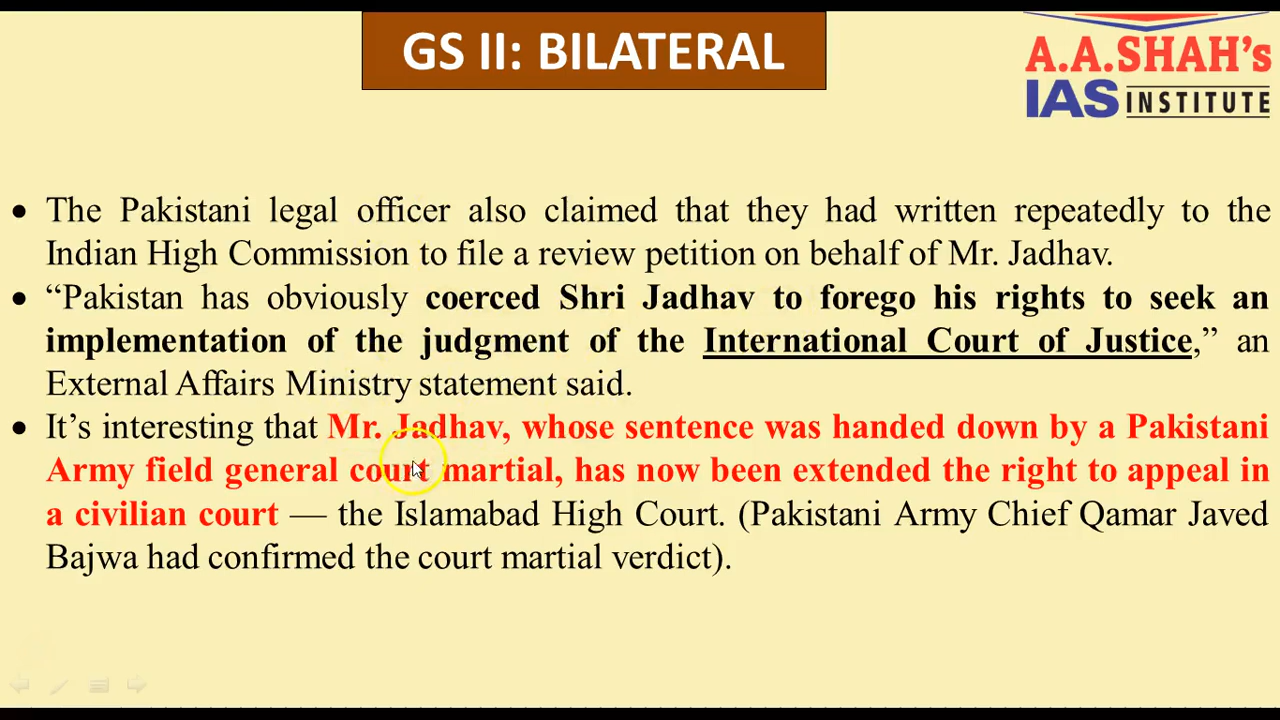 GS II: BILATERAL
A.A.SHAH's
IAS INSTITUTE
• The Pakistani legal officer also claimed that they had written repeatedly to the
Indian High Commission to file a review petition on behalf of Mr. Jadhav.
• “Pakistan has obviously coerced Shri Jadhav to forego his rights to seek an
implementation of the judgment of the International Court of Justice,” an
External Affairs Ministry statement said.
• It’s interesting that Mr. Jadhav, whose sentence was handed down by a Pakistani
Army field general court martial, has now been extended the right to appeal in
a civilian court — the Islamabad High Court. (Pakistani Army Chief Qamar Javed
Bajwa had confirmed the court martial verdict).